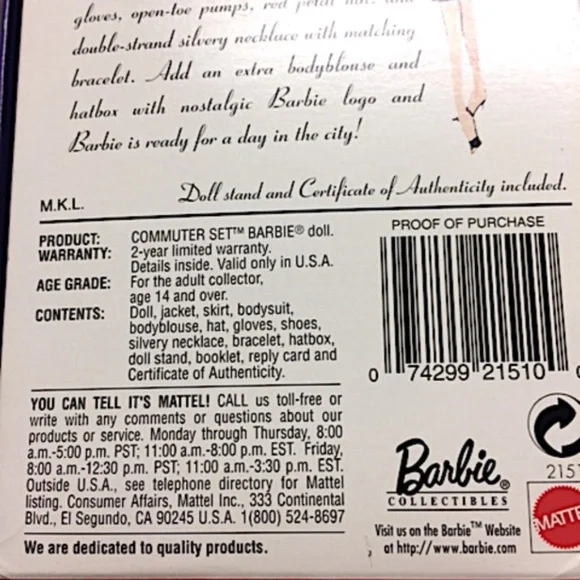 gloves, open-toe pumps, red petal hat, and
double-strand silvery necklace with matching
bracelet. Add an extra bodyblouse and
hatbox with nostalgic Barbie logo and
Barbie is ready for a day in the city!
M.K.L.
Doll stand and Certificate of Authenticity included.
PRODUCT: COMMUTER SET™ BARBIE® doll.
WARRANTY: 2-year limited warranty.
Details inside. Valid only in U.S.A.
AGE GRADE: For the adult collector,
age 14 and over.
CONTENTS: Doll, jacket, skirt, bodysuit,
bodyblouse, hat, gloves, shoes,
silvery necklace, bracelet, hatbox,
doll stand, booklet, reply card and
Certificate of Authenticity.
PROOF OF PURCHASE
0 74299 21510
YOU CAN TELL IT'S MATTEL! CALL us toll-free or
write with any comments or questions about our
products or service. Monday through Thursday, 8:00
a.m.-5:00 p.m. PST; 11:00 a.m.-8:00 p.m. EST. Friday,
8:00 a.m.-12:30 p.m. PST; 11:00 a.m.-3:30 p.m. EST.
Outside U.S.A., see telephone directory for Mattel
listing. Consumer Affairs, Mattel Inc., 333 Continental
Blvd., El Segundo, CA 90245 U.S.A. 1(800) 524-8697
We are dedicated to quality products.
Barbie®
COLLECTIBLES
Visit us on the Barbie™ Website
at http://www.barbie.com
MATTE